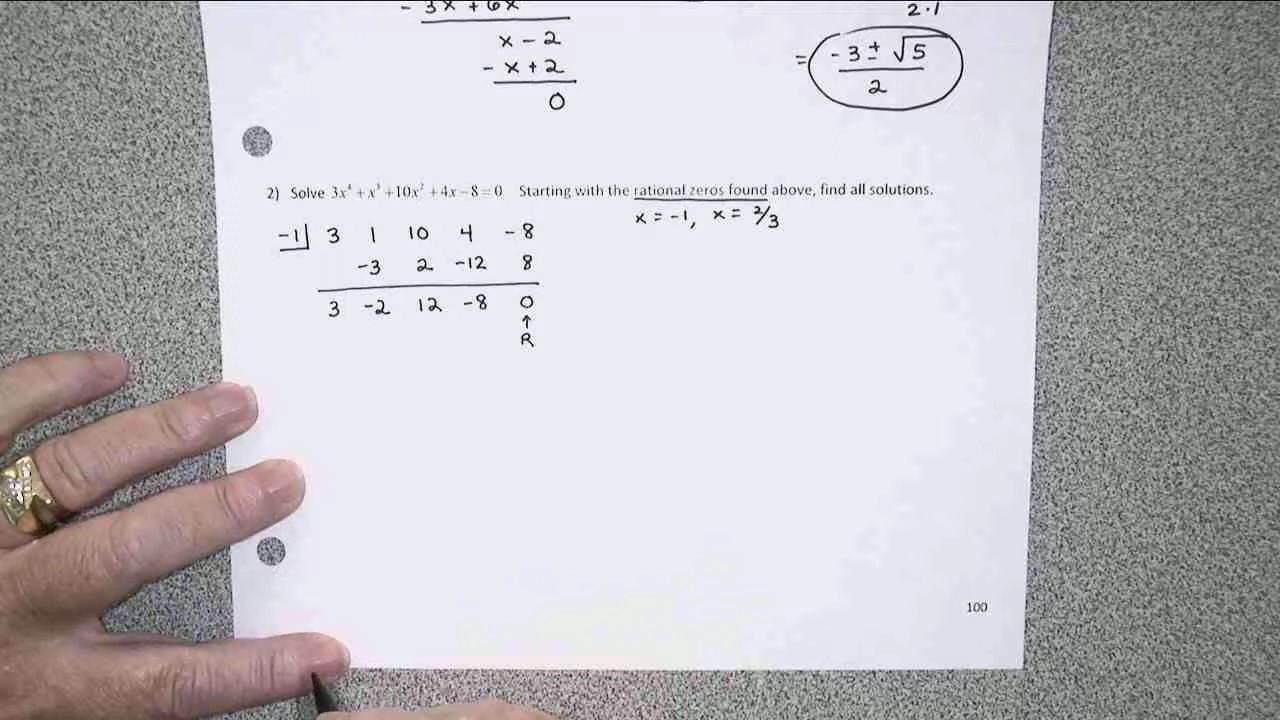 - 3x + 6x
x - 2
- x + 2
0
2·1
= -3 ± √5
2
2) Solve 3x⁴ + x³ +10x² +4x−8=0 Starting with the rational zeros found above, find all solutions.
x = -1, x = 2/3
-1| 3 1 10 4 - 8
-3 2 -12 8
3 -2 12 -8 0
↑
R
100